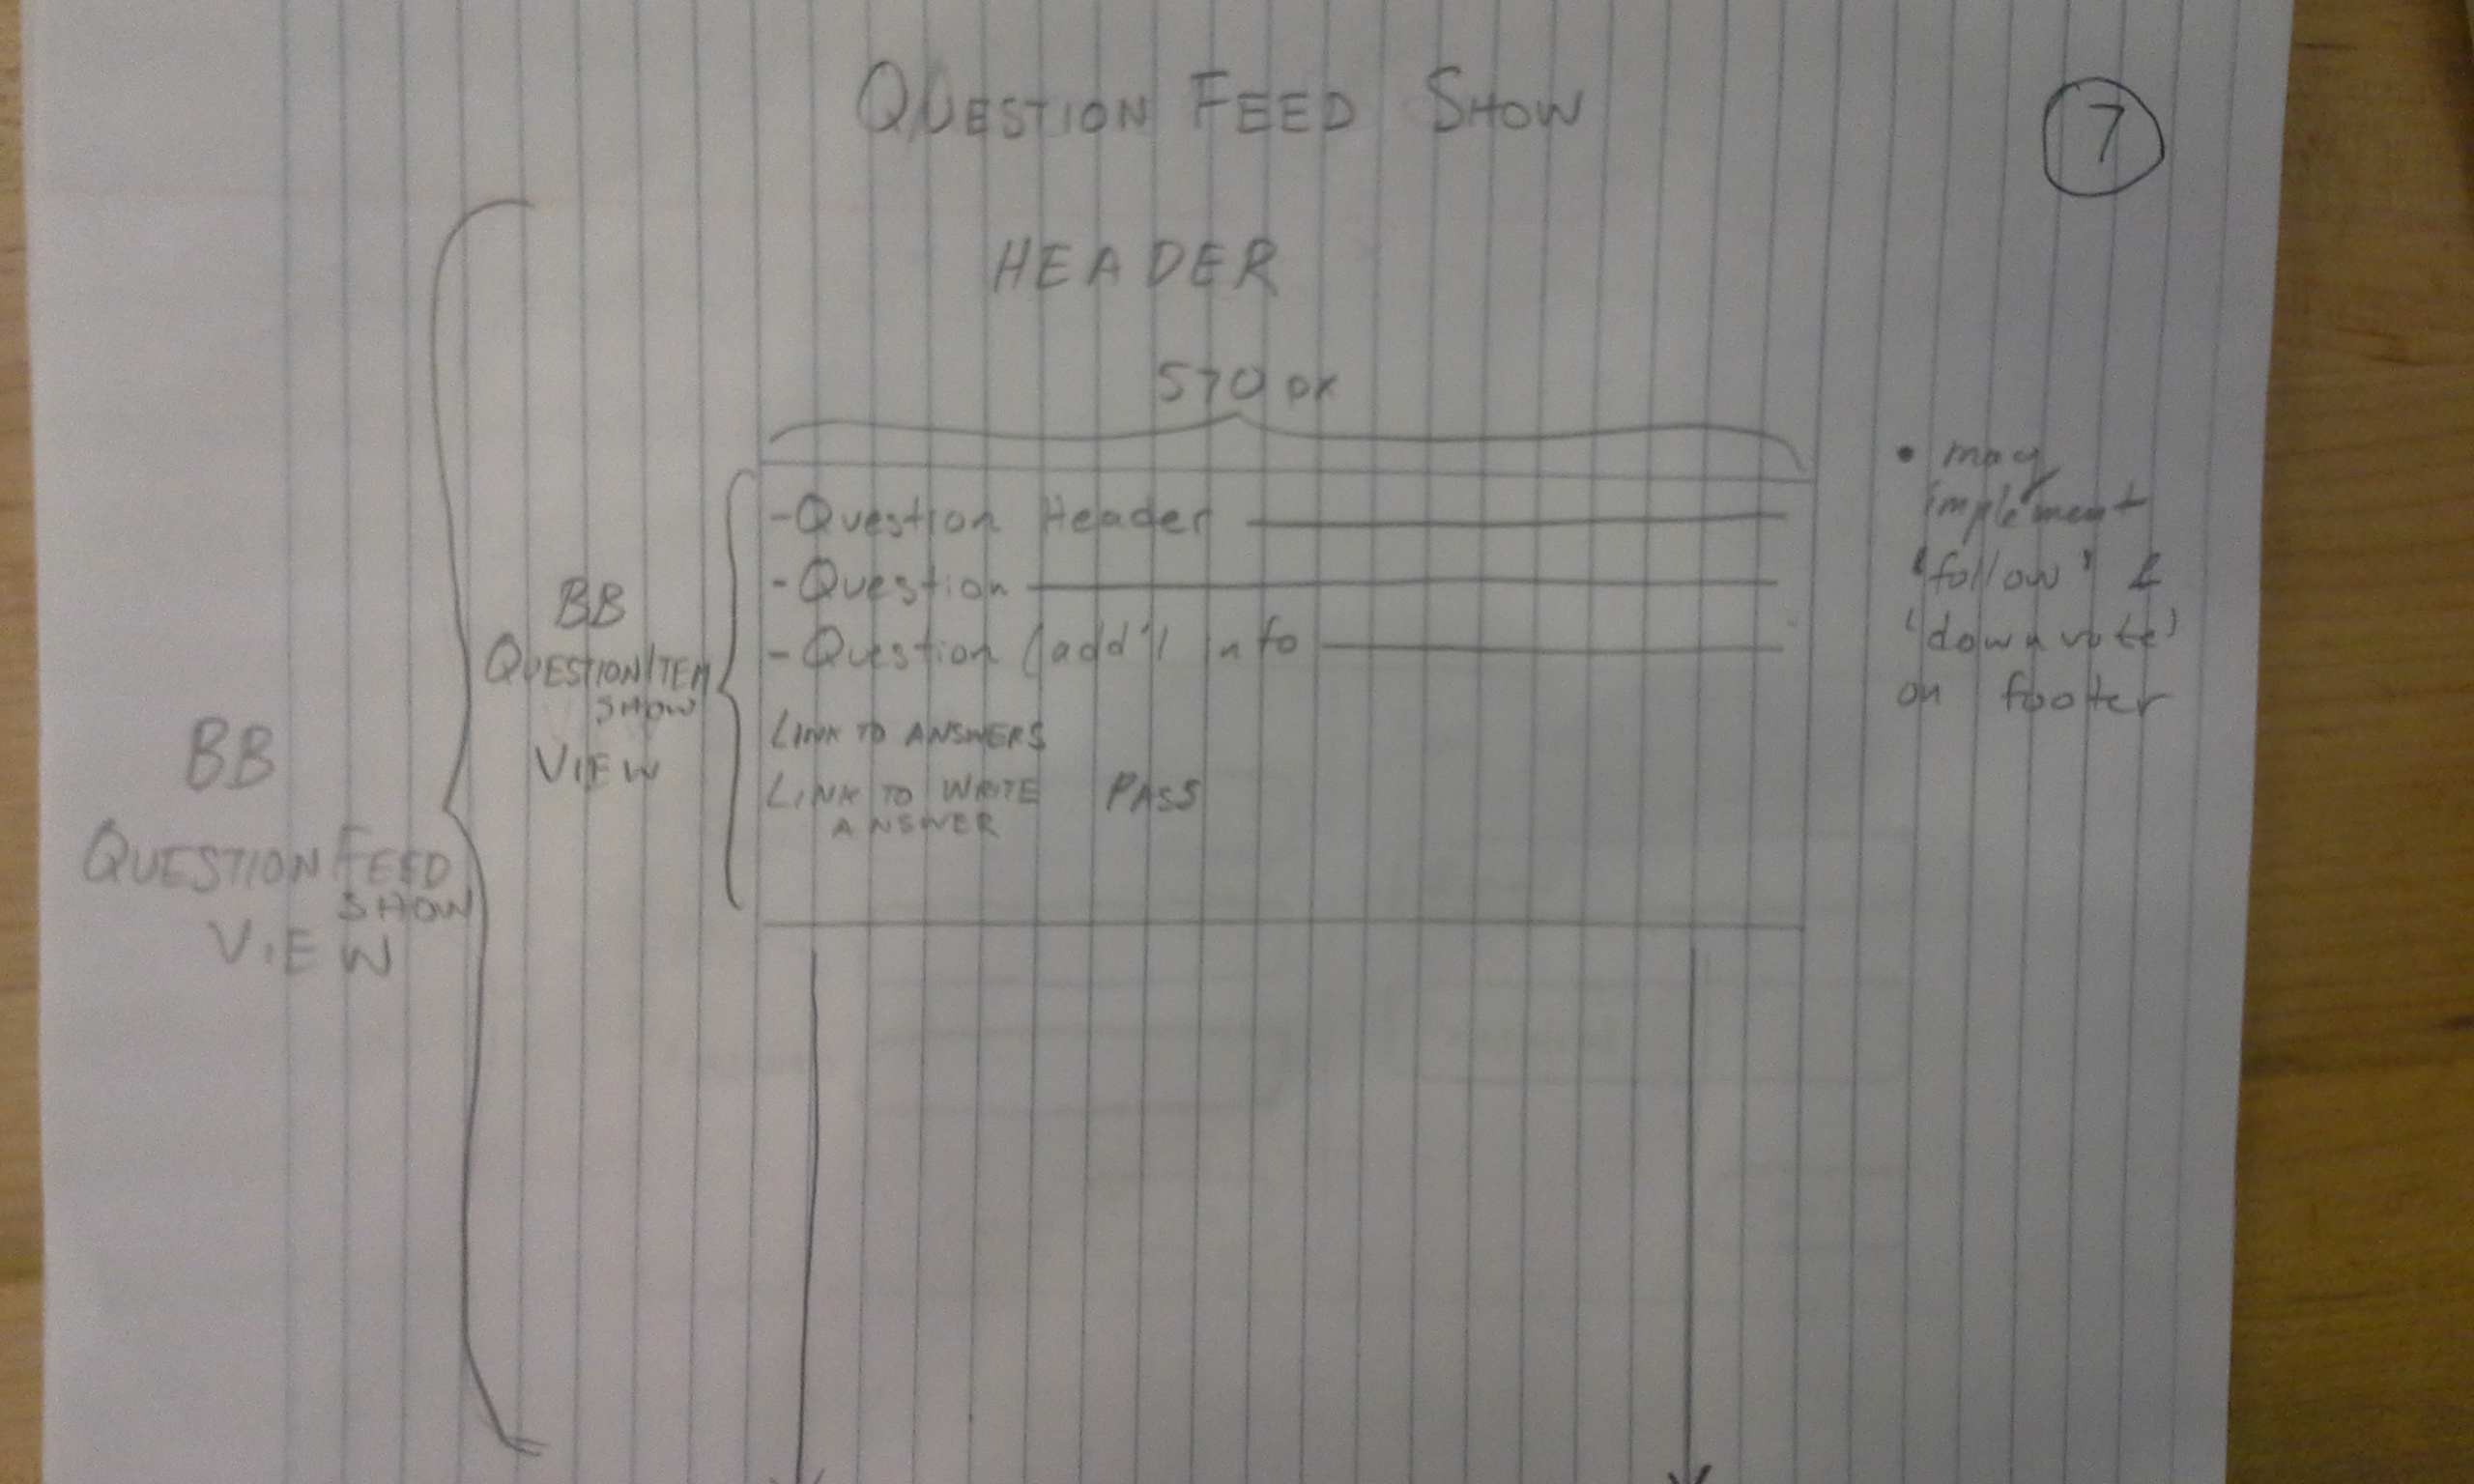 QUESTION FEED SHOW
7
HEADER
570 px
- Question Header
- Question
- Question (add'l info
LINK TO ANSWERS
LINK TO WRITE PASS
ANSWER
BB
QUESTIONITEM
SHOW
VIEW
BB
QUESTIONFEED
SHOW
VIEW
• may
implement
'follow' &
'downvote'
on footer